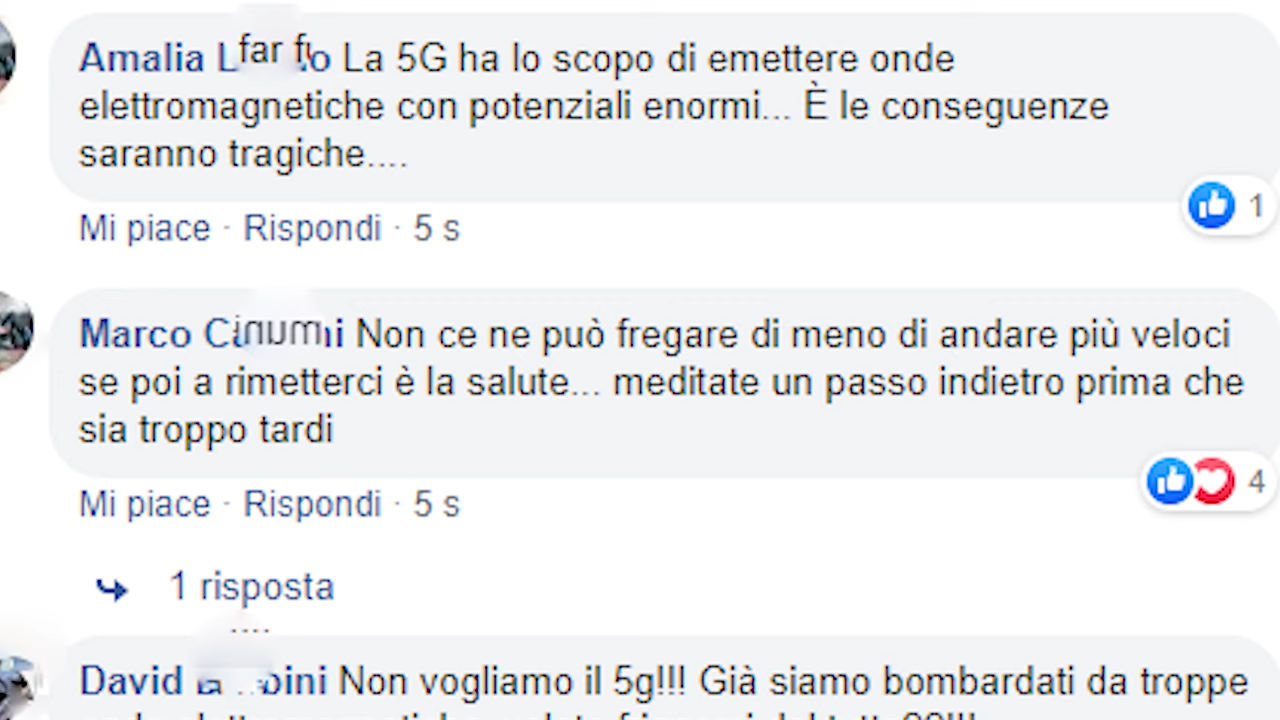 Amalia La 5G ha lo scopo di emettere onde
elettromagnetiche con potenziali enormi... È le conseguenze
saranno tragiche....
1
Mi piace · Rispondi · 5 s
Marco Non ce ne può fregare di meno di andare più veloci
se poi a rimetterci è la salute... meditate un passo indietro prima che
sia troppo tardi
4
Mi piace · Rispondi · 5 s
1 risposta
David Non vogliamo il 5g!!! Già siamo bombardati da troppe